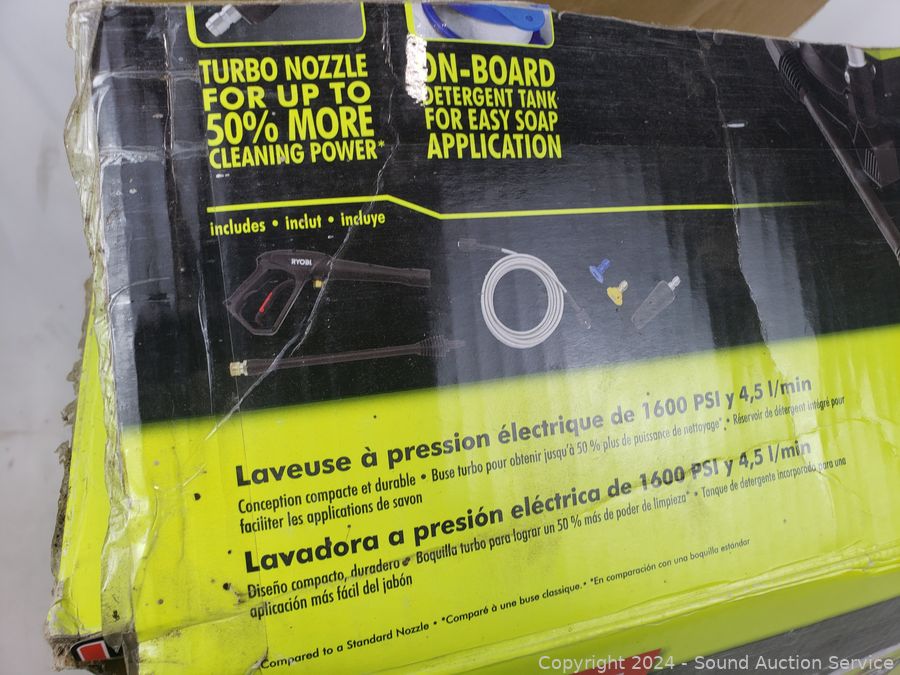 TURBO NOZZLE
FOR UP TO
50% MORE
CLEANING POWER*
ON-BOARD
DETERGENT TANK
FOR EASY SOAP
APPLICATION
includes • inclut • incluye
RYOBI
Laveuse à pression électrique de 1600 PSI y 4,5 l/min
Conception compacte et durable • Buse turbo pour obtenir jusqu'à 50 % plus de puissance de nettoyage* • Réservoir de détergent intégré pour
faciliter les applications de savon
Lavadora a presión eléctrica de 1600 PSI y 4,5 l/min
Diseño compacto, duradero • Boquilla turbo para lograr un 50 % más de poder de limpieza* • Tanque de detergente incorporado para una
aplicación más fácil del jabón
*Compared to a Standard Nozzle • *Comparé à une buse classique. • *En comparación con una boquilla estándar
Copyright 2024 - Sound Auction Service